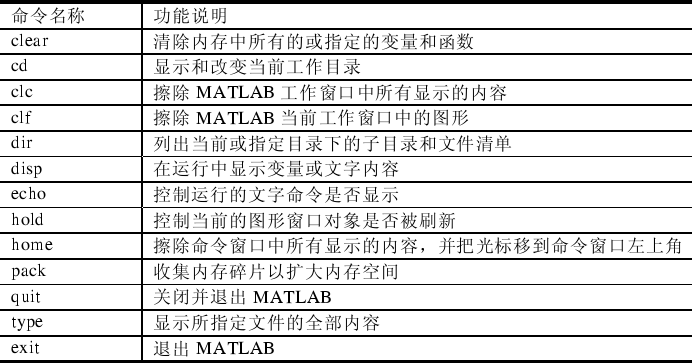 命令名称 功能说明
clear 清除内存中所有的或指定的变量和函数
cd 显示和改变当前工作目录
clc 擦除 MATLAB 工作窗口中所有显示的内容
clf 擦除 MATLAB 当前工作窗口中的图形
dir 列出当前或指定目录下的子目录和文件清单
disp 在运行中显示变量或文字内容
echo 控制运行的文字命令是否显示
hold 控制当前的图形窗口对象是否被刷新
home 擦除命令窗口中所有显示的内容，并把光标移到命令窗口左上角
pack 收集内存碎片以扩大内存空间
quit 关闭并退出 MATLAB
type 显示所指定文件的全部内容
exit 退出 MATLAB